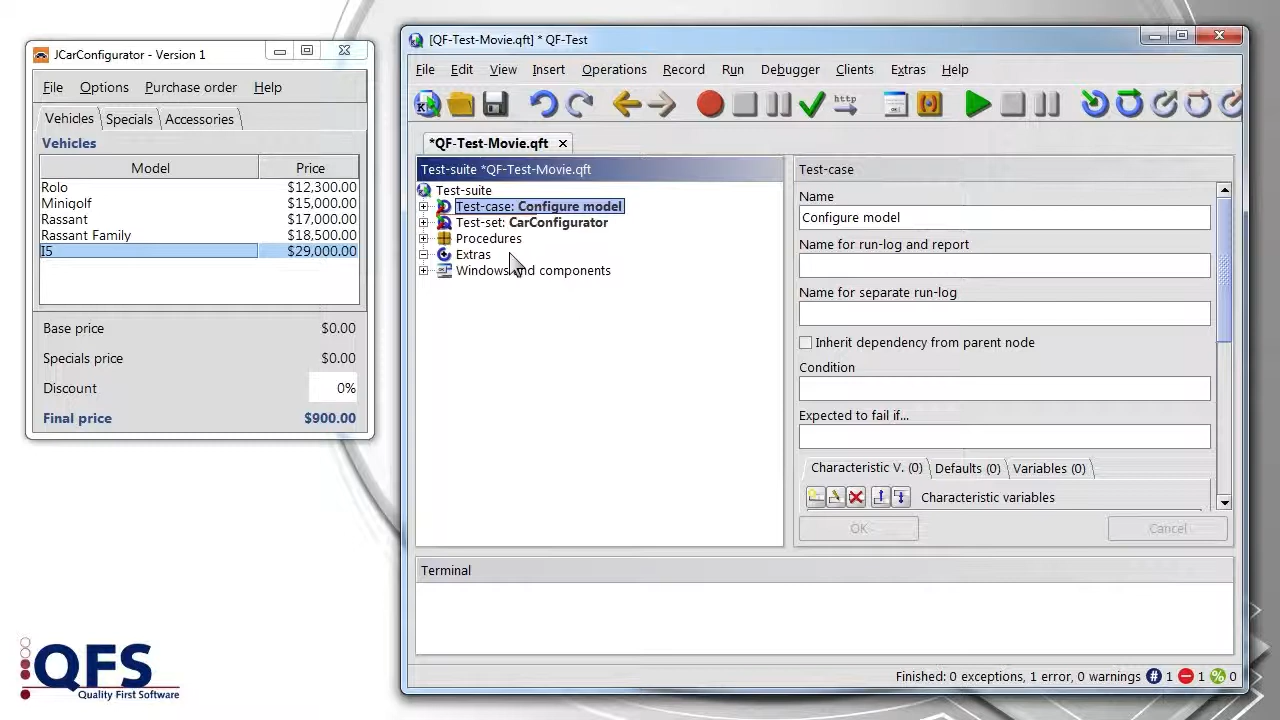 JCarConfigurator - Version 1
File Options Purchase order Help
Vehicles Specials Accessories
Vehicles
Model Price
Rolo $12,300.00
Minigolf $15,000.00
Rassant $17,000.00
Rassant Family $18,500.00
I5 $29,000.00
Base price $0.00
Specials price $0.00
Discount 0%
Final price $900.00
QFS
Quality First Software
[QF-Test-Movie.qft] * QF-Test
File Edit View Insert Operations Record Run Debugger Clients Extras Help
http
*QF-Test-Movie.qft
Test-suite *QF-Test-Movie.qft
Test-suite
Test-case: Configure model
Test-set: CarConfigurator
Procedures
Extras
Windows and components
Test-case
Name
Configure model
Name for run-log and report
Name for separate run-log
Inherit dependency from parent node
Condition
Expected to fail if...
Characteristic V. (0) Defaults (0) Variables (0)
Characteristic variables
OK Cancel
Terminal
Finished: 0 exceptions, 1 error, 0 warnings # 1 1 % 0